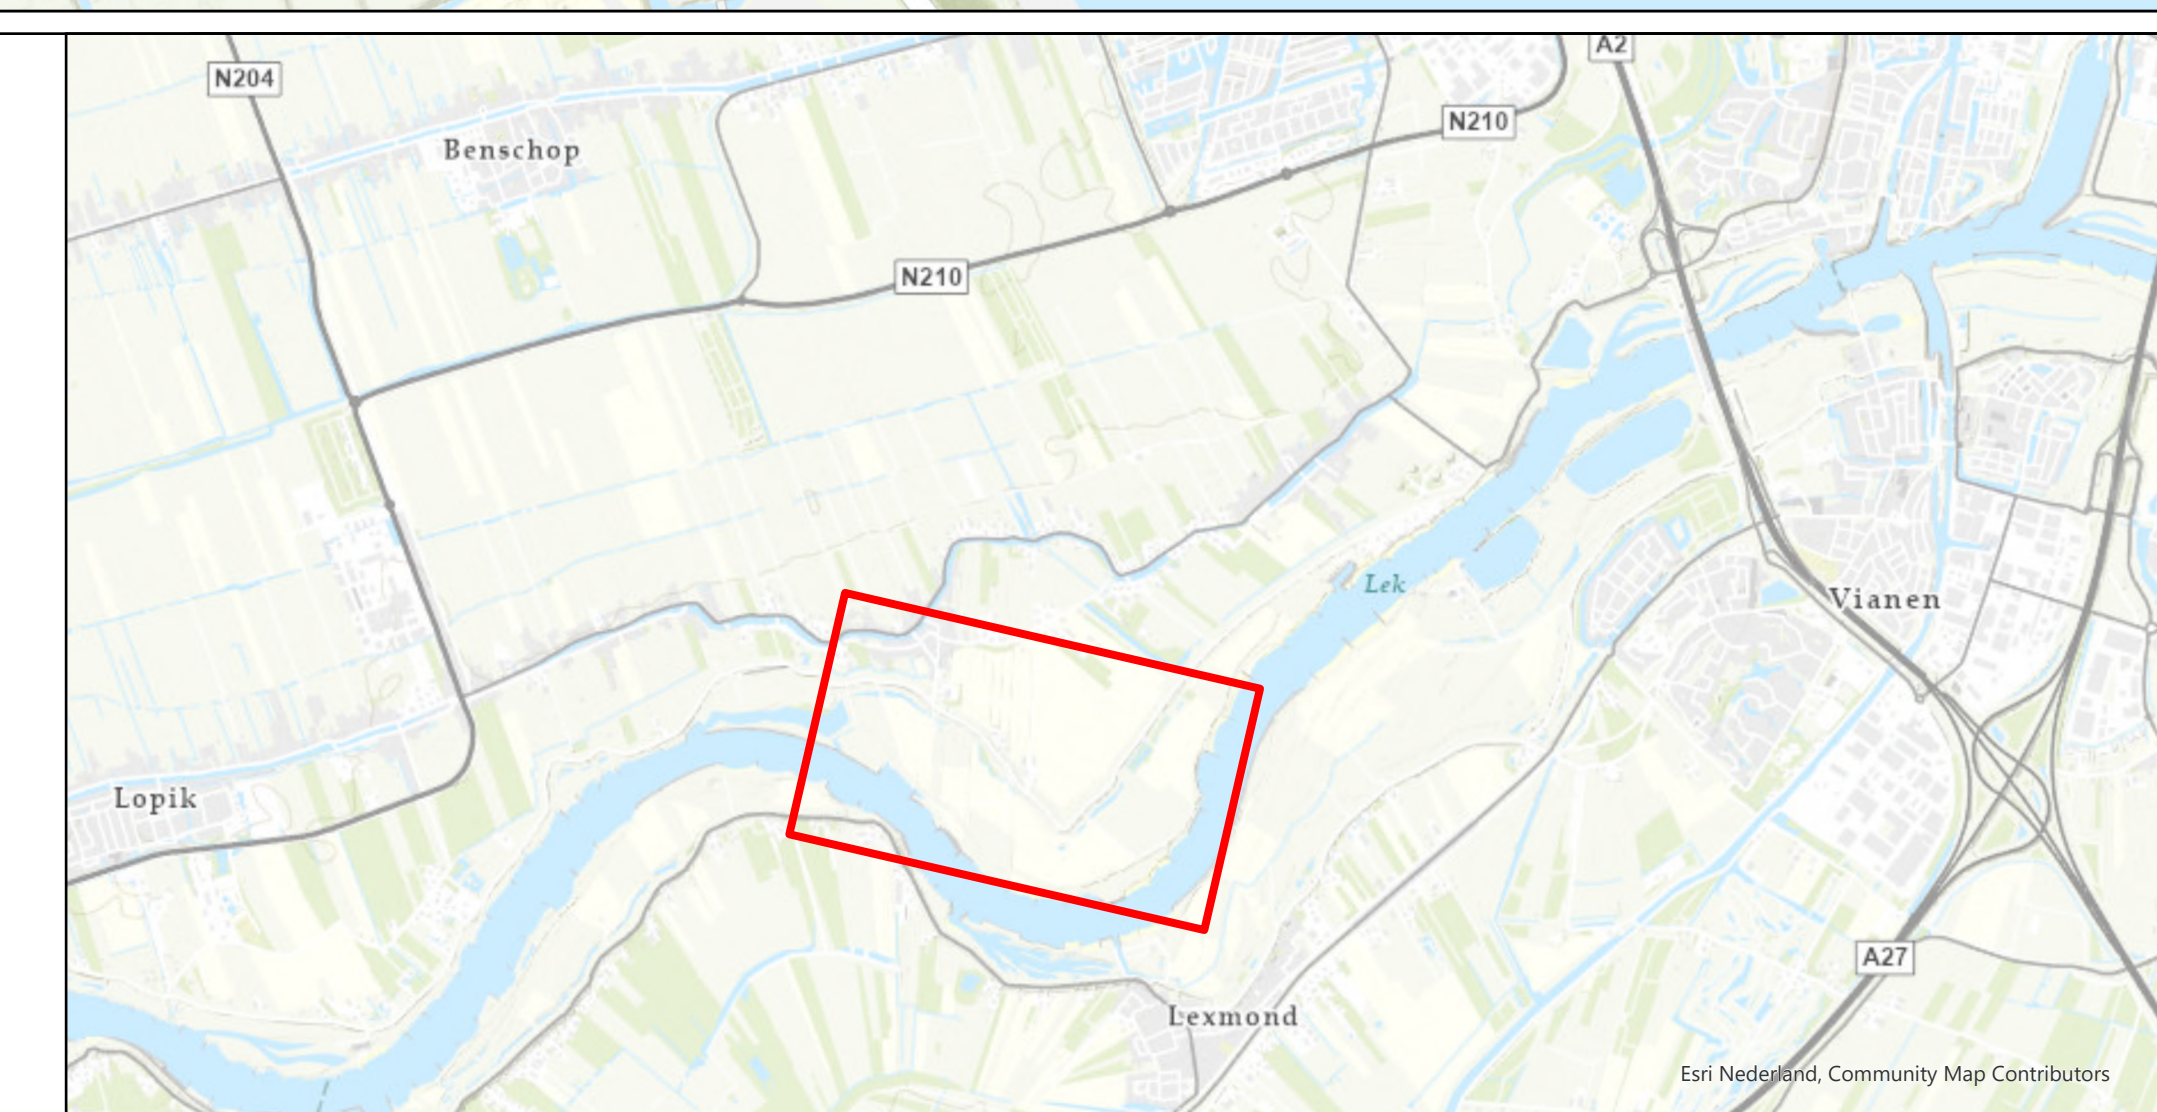 A2
N204
N210
Benschop
N210
Lek
Vianen
Lopik
A27
Lexmond
Esri Nederland, Community Map Contributors